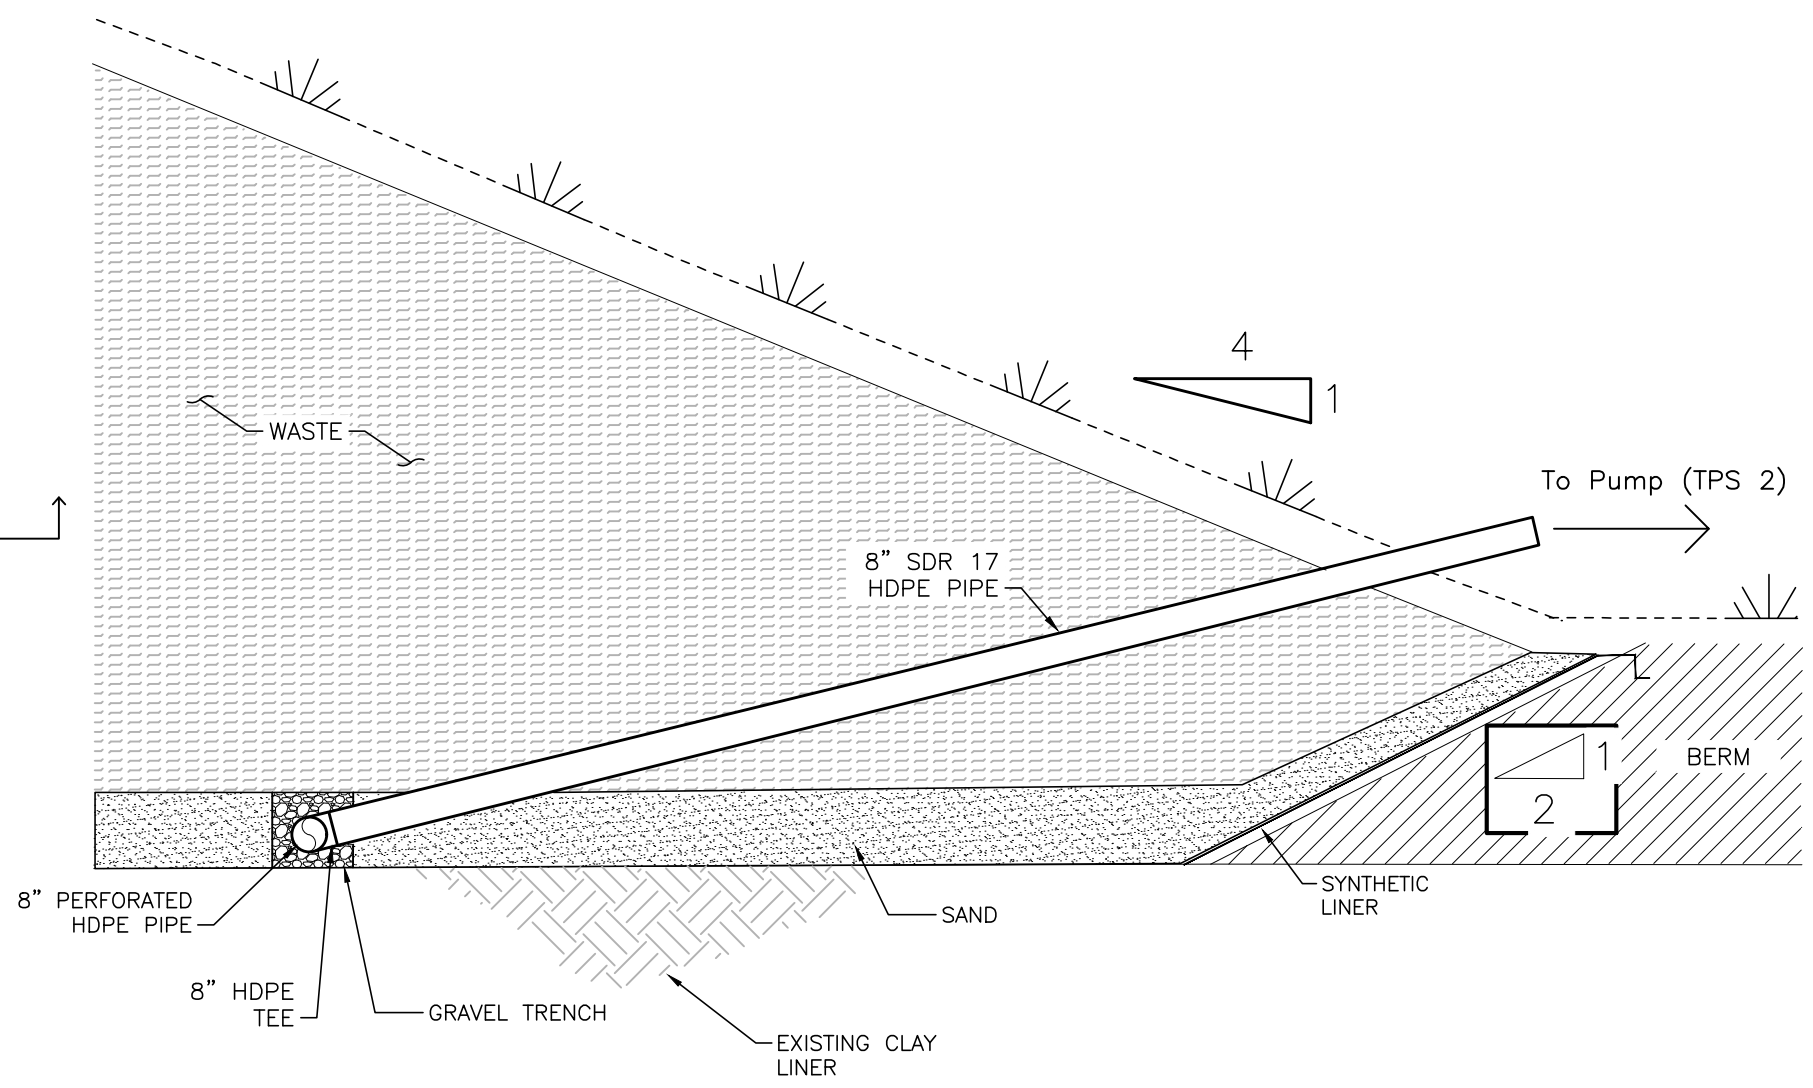 4
1
To Pump (TPS 2)
WASTE
8” SDR 17
HDPE PIPE
1
2
BERM
SYNTHETIC
LINER
8” PERFORATED
HDPE PIPE
SAND
8” HDPE
TEE
GRAVEL TRENCH
EXISTING CLAY
LINER